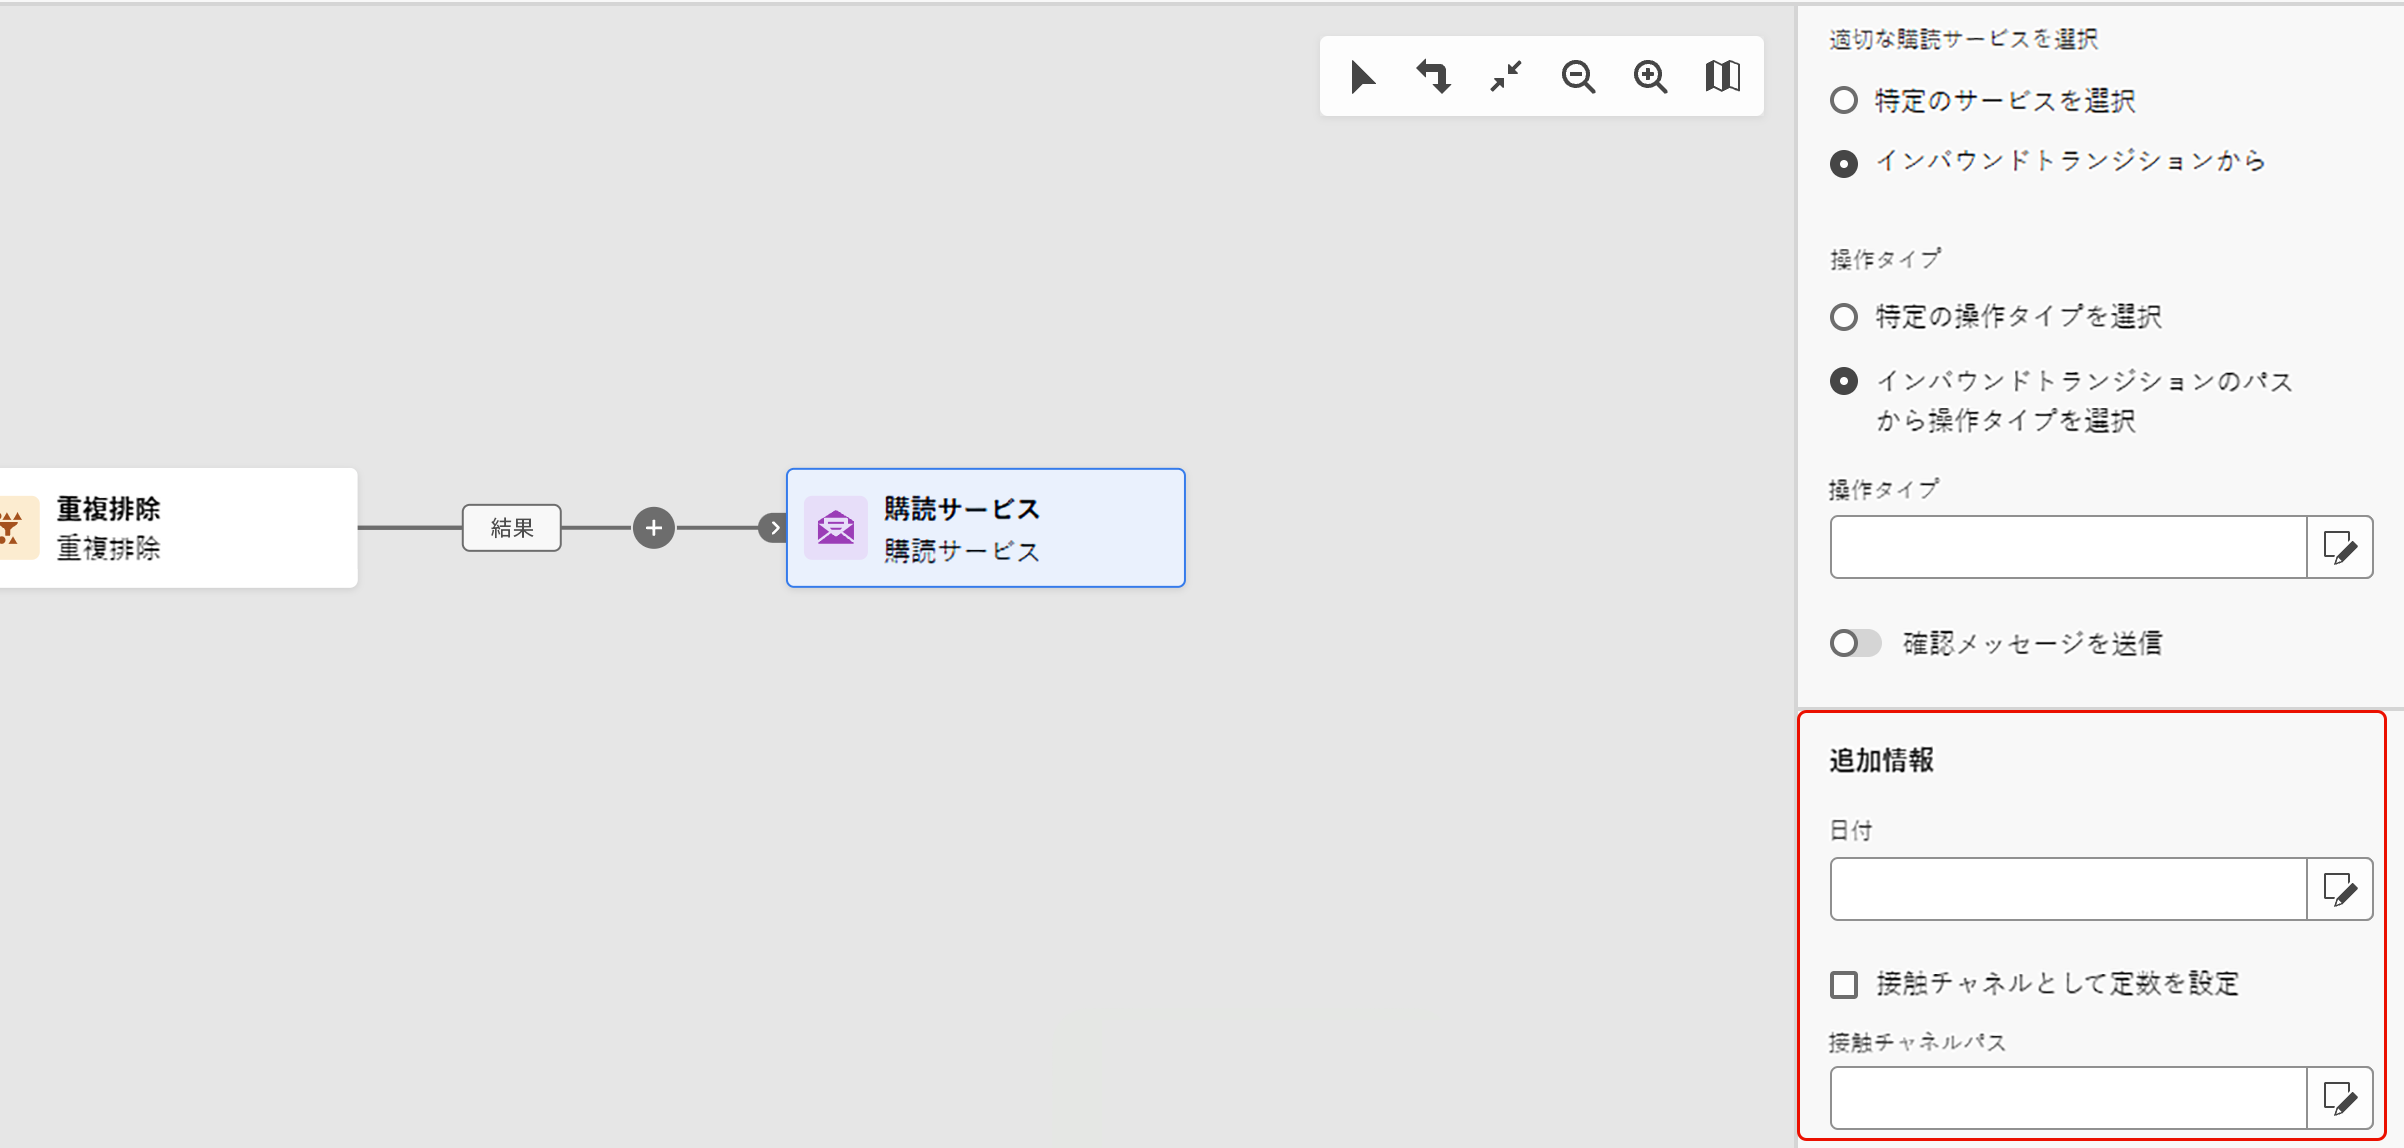 適切な購読サービスを選択
特定のサービスを選択
インバウンドトランジションから
操作タイプ
特定の操作タイプを選択
インバウンドトランジションのパス
から操作タイプを選択
操作タイプ
確認メッセージを送信
追加情報
日付
接触チャネルとして定数を設定
接触チャネルパス
重複排除
重複排除
結果
購読サービス
購読サービス